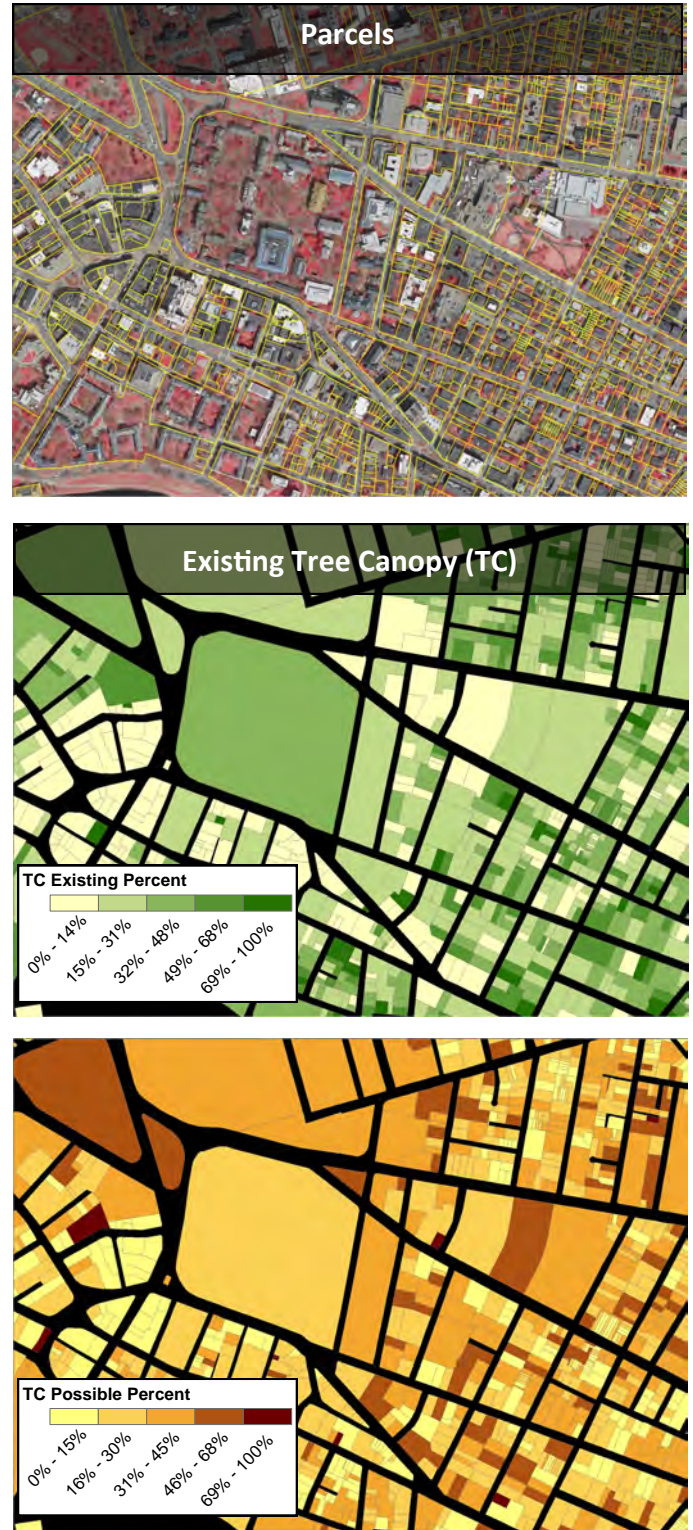 Parcels
Existing Tree Canopy (TC)
TC Existing Percent
0% - 14%
15% - 31%
32% - 48%
49% - 68%
69% - 100%
TC Possible Percent
0% - 15%
16% - 30%
31% - 45%
46% - 68%
69% - 100%